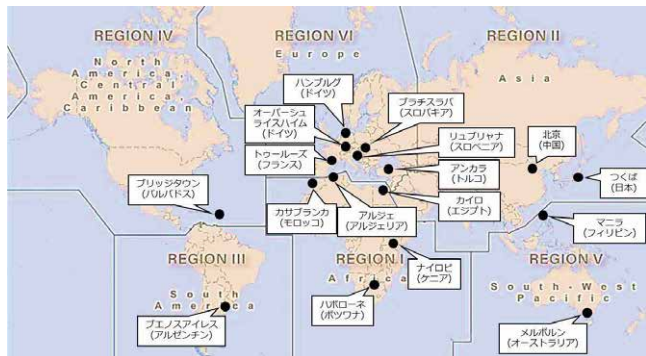 REGION IV
REGION VI
REGION II
Europe
North
America,
Central
America,
Caribbean
Asia
ハンブルグ
(ドイツ)
ブラチスラバ
(スロバキア)
オーバーシュ
ライスハイム
(ドイツ)
リュブリャナ
(スロベニア)
北京
(中国)
トゥールーズ
(フランス)
アンカラ
(トルコ)
つくば
(日本)
ブリッジタウン
(バルバドス)
カサブランカ
(モロッコ)
アルジェ
(アルジェリア)
カイロ
(エジプト)
マニラ
(フィリピン)
REGION III
REGION I
REGION V
Africa
ナイロビ
(ケニア)
South
America
South-West
Pacific
ハボローネ
(ボツワナ)
ブエノスアイレス
(アルゼンチン)
メルボルン
(オーストラリア)